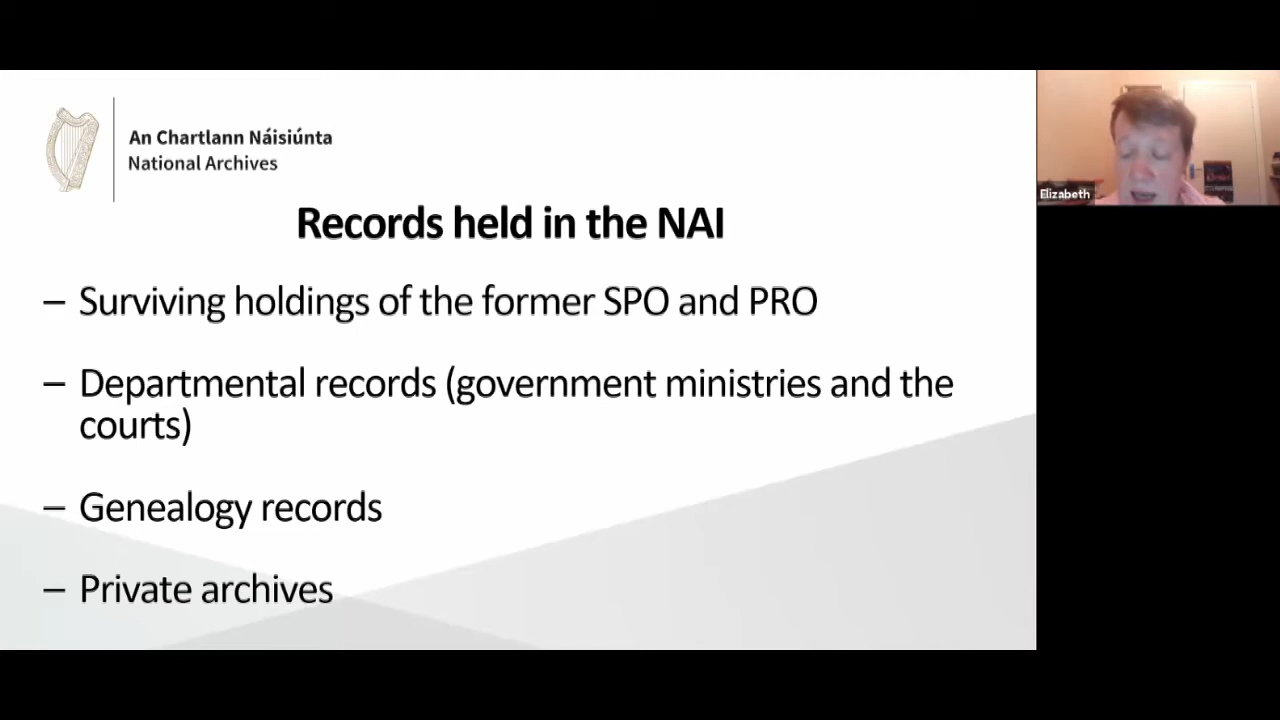 An Chartlann Náisiúnta
National Archives
Records held in the NAI
– Surviving holdings of the former SPO and PRO
– Departmental records (government ministries and the
courts)
– Genealogy records
– Private archives
Elizabeth